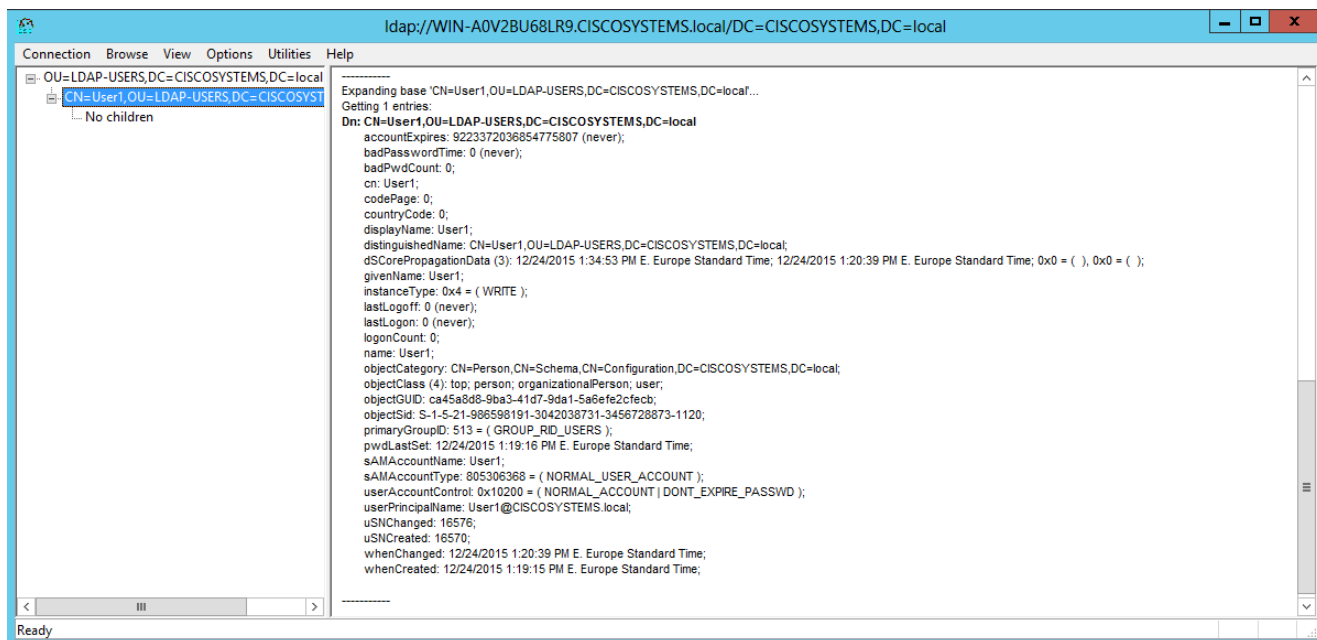 ldap://WIN-A0V2BU68LR9.CISCOSYSTEMS.local/DC=CISCOSYSTEMS,DC=local
Connection Browse View Options Utilities Help
OU=LDAP-USERS,DC=CISCOSYSTEMS,DC=local
CN=User1,OU=LDAP-USERS,DC=CISCOSYST
No children
-----------
Expanding base 'CN=User1,OU=LDAP-USERS,DC=CISCOSYSTEMS,DC=local'...
Getting 1 entries:
Dn: CN=User1,OU=LDAP-USERS,DC=CISCOSYSTEMS,DC=local
accountExpires: 9223372036854775807 (never);
badPasswordTime: 0 (never);
badPwdCount: 0;
cn: User1;
codePage: 0;
countryCode: 0;
displayName: User1;
distinguishedName: CN=User1,OU=LDAP-USERS,DC=CISCOSYSTEMS,DC=local;
dSCorePropagationData (3): 12/24/2015 1:34:53 PM E. Europe Standard Time; 12/24/2015 1:20:39 PM E. Europe Standard Time; 0x0 = ( ), 0x0 = ( );
givenName: User1;
instanceType: 0x4 = ( WRITE );
lastLogoff: 0 (never);
lastLogon: 0 (never);
logonCount: 0;
name: User1;
objectCategory: CN=Person,CN=Schema,CN=Configuration,DC=CISCOSYSTEMS,DC=local;
objectClass (4): top; person; organizationalPerson; user;
objectGUID: ca45a8d8-9ba3-41d7-9da1-5a6efe2cfecb;
objectSid: S-1-5-21-986598191-3042038731-3456728873-1120;
primaryGroupID: 513 = ( GROUP_RID_USERS );
pwdLastSet: 12/24/2015 1:19:16 PM E. Europe Standard Time;
sAMAccountName: User1;
sAMAccountType: 805306368 = ( NORMAL_USER_ACCOUNT );
userAccountControl: 0x10200 = ( NORMAL_ACCOUNT | DONT_EXPIRE_PASSWD );
userPrincipalName: User1@CISCOSYSTEMS.local;
uSNChanged: 16576;
uSNCreated: 16570;
whenChanged: 12/24/2015 1:20:39 PM E. Europe Standard Time;
whenCreated: 12/24/2015 1:19:15 PM E. Europe Standard Time;
-----------
Ready